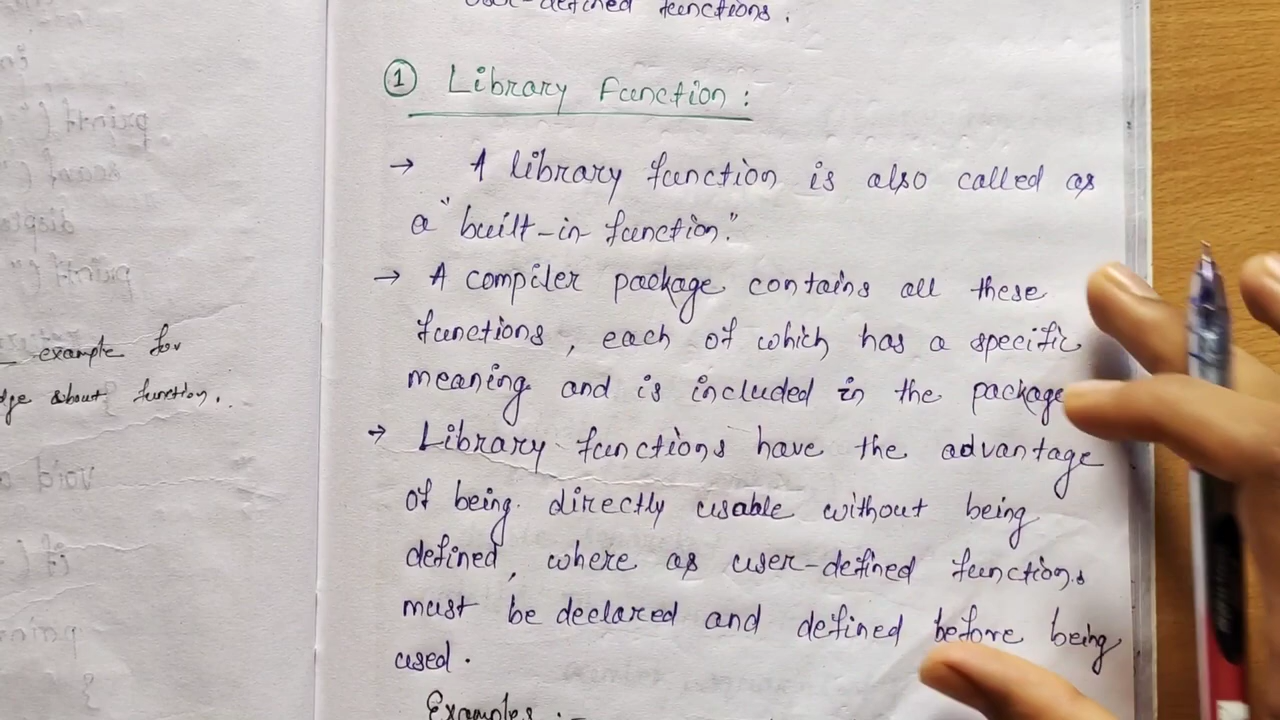 -defined functions.
① Library Function:
→ A library function is also called as
a "built-in function."
→ A compiler package contains all these
functions, each of which has a specific
meaning and is included in the package
→ Library functions have the advantage
of being directly usable without being
defined, where as user-defined functions
must be declared and defined before being
used.
Examples :-
example for
about function.